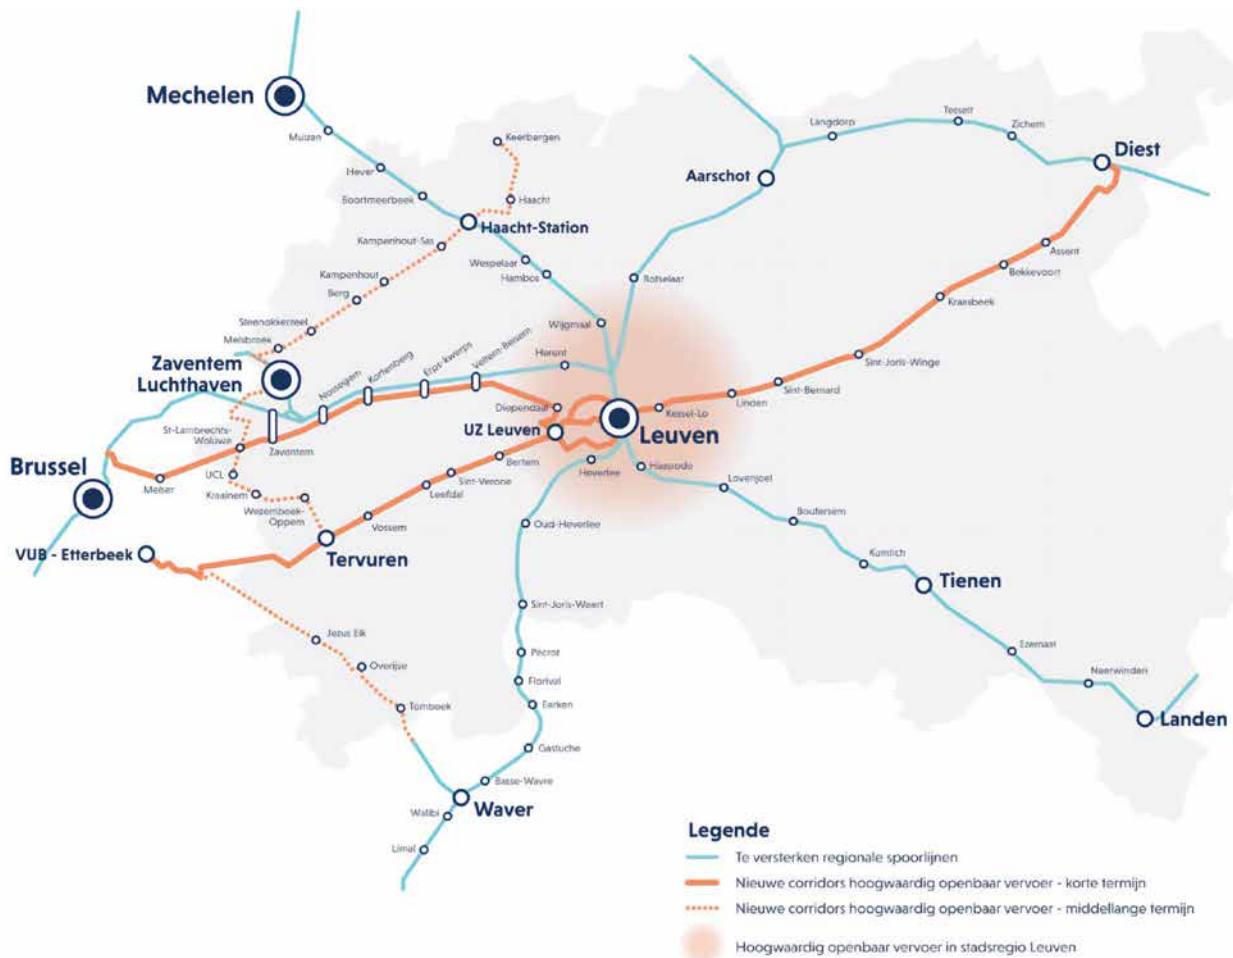 Mechelen
Muizen
Hever
Boortmeerbeek
Keerbergen
Haacht
Haacht-Station
Kampenhout-Sas
Kampenhout
Berg
Steenokkerzeel
Melsbroek
Wespelaar
Hambos
Wijgmaal
Rotselaar
Aarschot
Langdorp
Testelt
Zichem
Diest
Assent
Bekkevoort
Kraasbeek
Sint-Joris-Winge
Sint-Bernard
Linden
Kessel-Lo
Zaventem
Luchthaven
Nossegem
Kortenberg
Erps-kwerps
Veltem-Beisem
Herent
Diependaal
UZ Leuven
Leuven
St-Lambrechts-
Woluwe
Zaventem
Brussel
Meiser
UCL
Kraainem
Wezembeek-
Oppem
Bertem
Sint-Verone
Leefdal
Vossem
Tervuren
VUB - Etterbeek
Heverlee
Haasrode
Lovenjoel
Boutersem
Kumtich
Tienen
Ezemaal
Neerwinden
Landen
Oud-Heverlee
Sint-Joris-Weert
Pécrot
Florival
Gastuche
Basse-Wavre
Waver
Walibi
Limal
Jezus Eik
Overijse
Tombeek
Legende
Te versterken regionale spoorlijnen
Nieuwe corridors hoogwaardig openbaar vervoer - korte termijn
Nieuwe corridors hoogwaardig openbaar vervoer - middellange termijn
Hoogwaardig openbaar vervoer in stadsregio Leuven